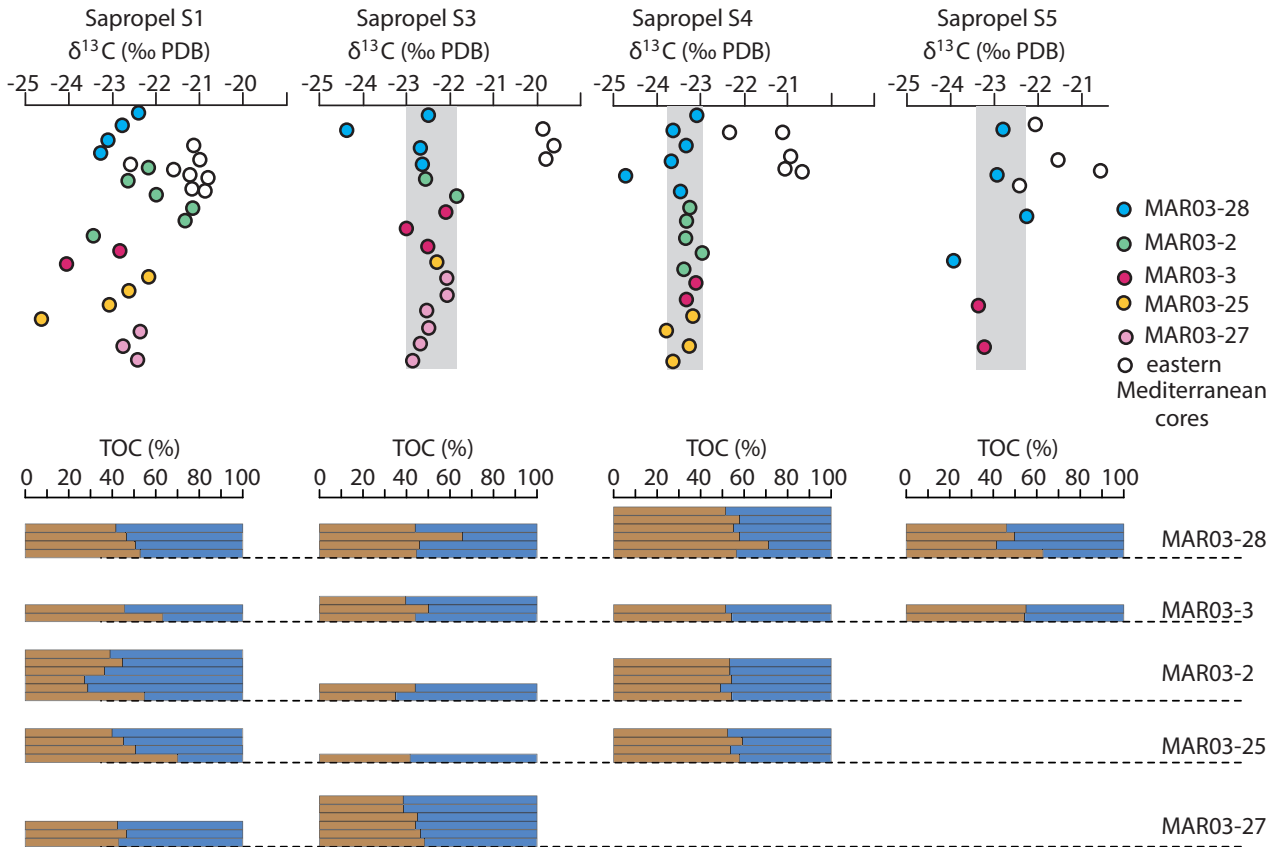 Sapropel S1
δ13C (‰ PDB)
-25 -24 -23 -22 -21 -20
Sapropel S3
δ13C (‰ PDB)
-25 -24 -23 -22 -21 -20
Sapropel S4
δ13C (‰ PDB)
-25 -24 -23 -22 -21
Sapropel S5
δ13C (‰ PDB)
-25 -24 -23 -22 -21
MAR03-28
MAR03-2
MAR03-3
MAR03-25
MAR03-27
eastern
Mediterranean
cores
TOC (%)
0 20 40 60 80 100
TOC (%)
0 20 40 60 80 100
TOC (%)
0 20 40 60 80 100
TOC (%)
0 20 40 60 80 100
MAR03-28
MAR03-3
MAR03-2
MAR03-25
MAR03-27